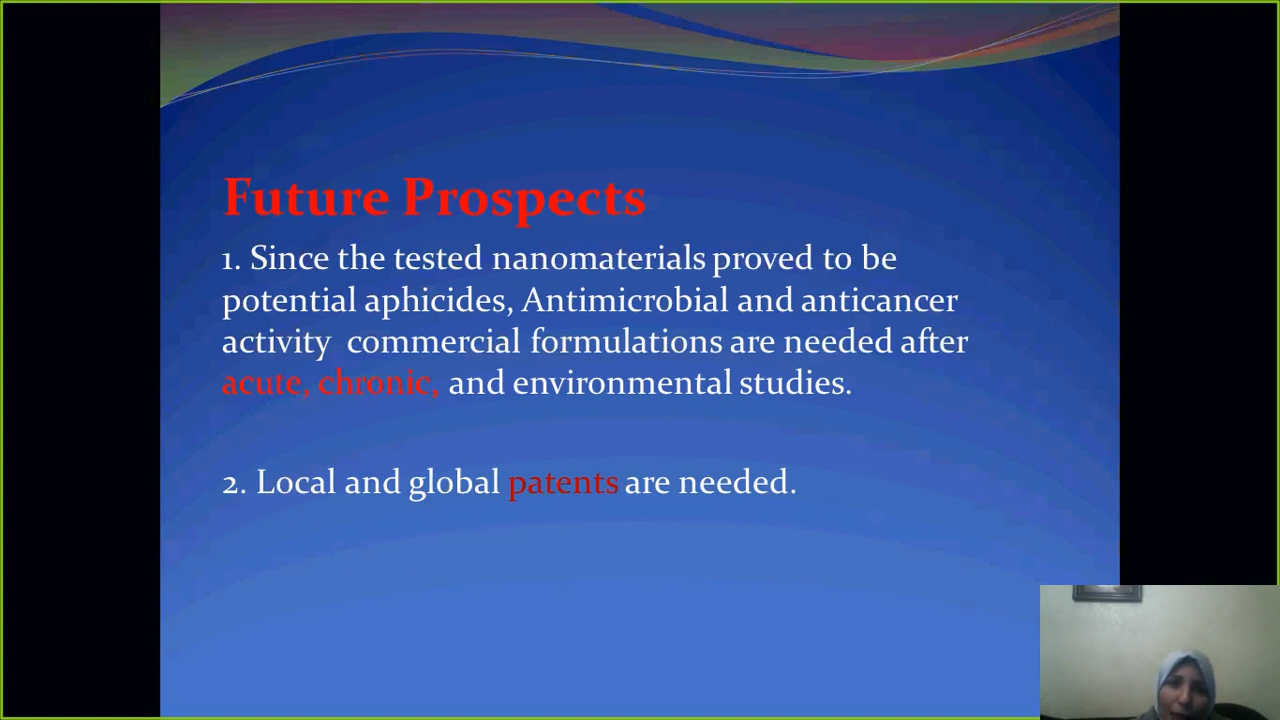 Future Prospects
1. Since the tested nanomaterials proved to be
potential aphicides, Antimicrobial and anticancer
activity commercial formulations are needed after
acute, chronic, and environmental studies.
2. Local and global patents are needed.